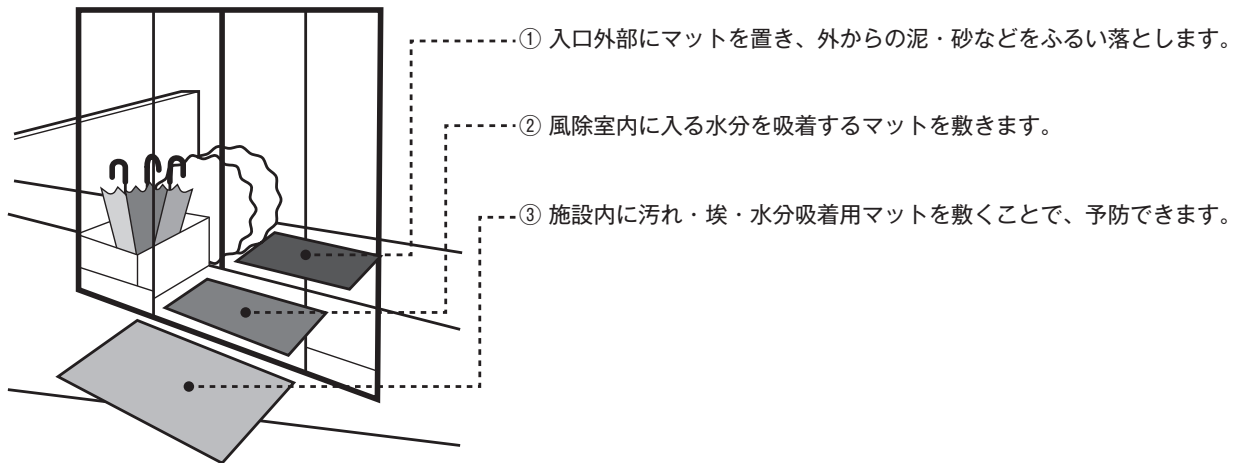 ① 入口外部にマットを置き、外からの泥・砂などをふるい落とします。
② 風除室内に入る水分を吸着するマットを敷きます。
③ 施設内に汚れ・埃・水分吸着用マットを敷くことで、予防できます。